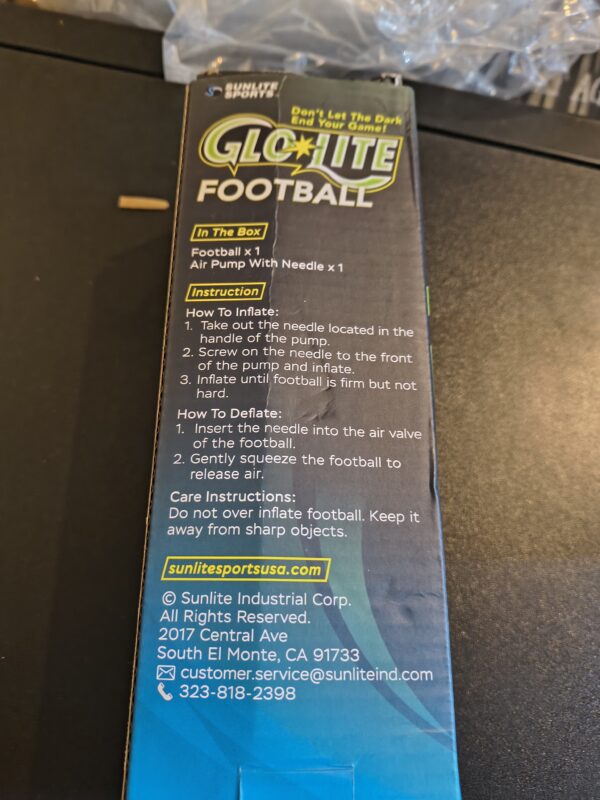 SUNLITE
SPORTS
Don't Let The Dark
End Your Game!
GLO LITE
FOOTBALL
In The Box
Football x 1
Air Pump With Needle x 1
Instruction
How To Inflate:
1. Take out the needle located in the
handle of the pump.
2. Screw on the needle to the front
of the pump and inflate.
3. Inflate until football is firm but not
hard.
How To Deflate:
1. Insert the needle into the air valve
of the football.
2. Gently squeeze the football to
release air.
Care Instructions:
Do not over inflate football. Keep it
away from sharp objects.
sunlitesportsusa.com
© Sunlite Industrial Corp.
All Rights Reserved.
2017 Central Ave
South El Monte, CA 91733
customer.service@sunliteind.com
323-818-2398